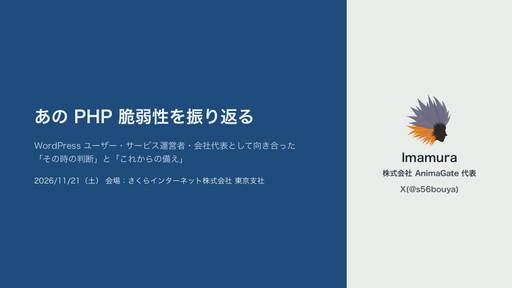 あの PHP 脆弱性を振り返る
WordPress ユーザー・サービス運営者・会社代表として向き合った
「その時の判断」と「これからの備え」
2026/11/21（土） 会場：さくらインターネット株式会社 東京支社
Imamura
株式会社 AnimaGate 代表
X(@s56bouya)